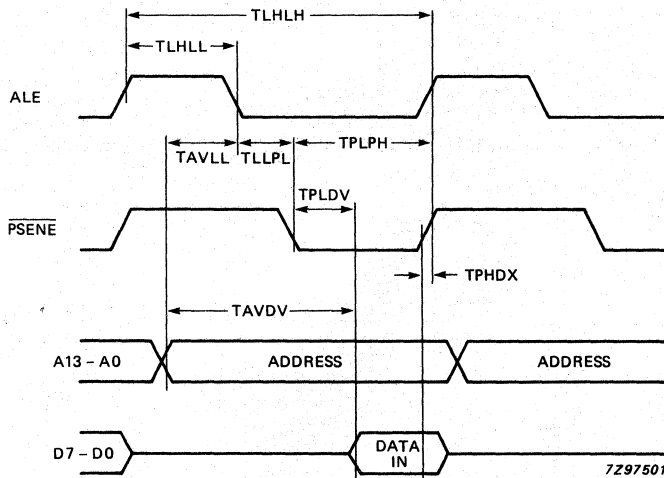 TLHLH
TLHLL
ALE
TAVLL TLLPL TPLPH
TPLDV
PSENE
TPHDX
TAVDV
A13 – A0 ADDRESS ADDRESS
D7 – D0 DATA IN
7Z97501